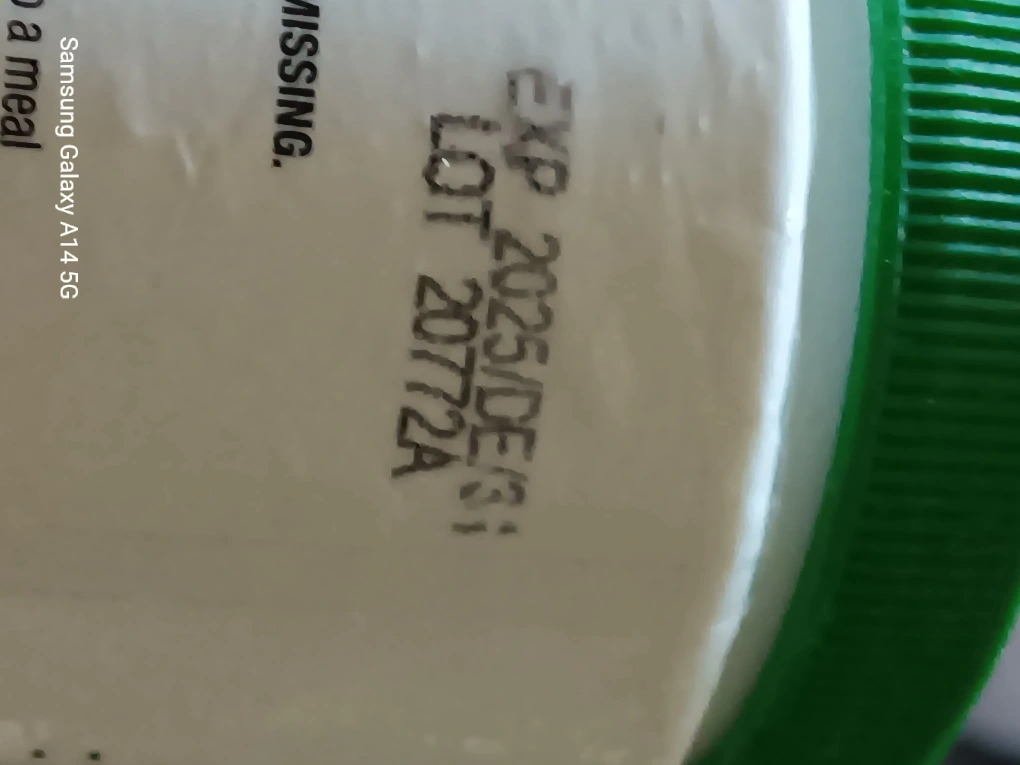 EXP 2025/DE/31
LOT 20772A
MISSING.
a meal
Samsung Galaxy A14 5G